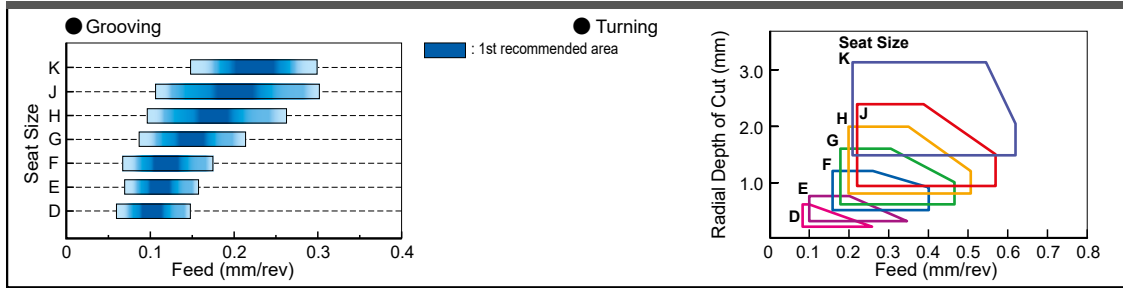 ● Grooving
: 1st recommended area
Seat Size
K
J
H
G
F
E
D
0 0.1 0.2 0.3 0.4
Feed (mm/rev)
● Turning
Radial Depth of Cut (mm)
Seat Size
K
J
H
G
F
E
D
3.0
2.0
1.0
0 0.1 0.2 0.3 0.4 0.5 0.6 0.7 0.8
Feed (mm/rev)